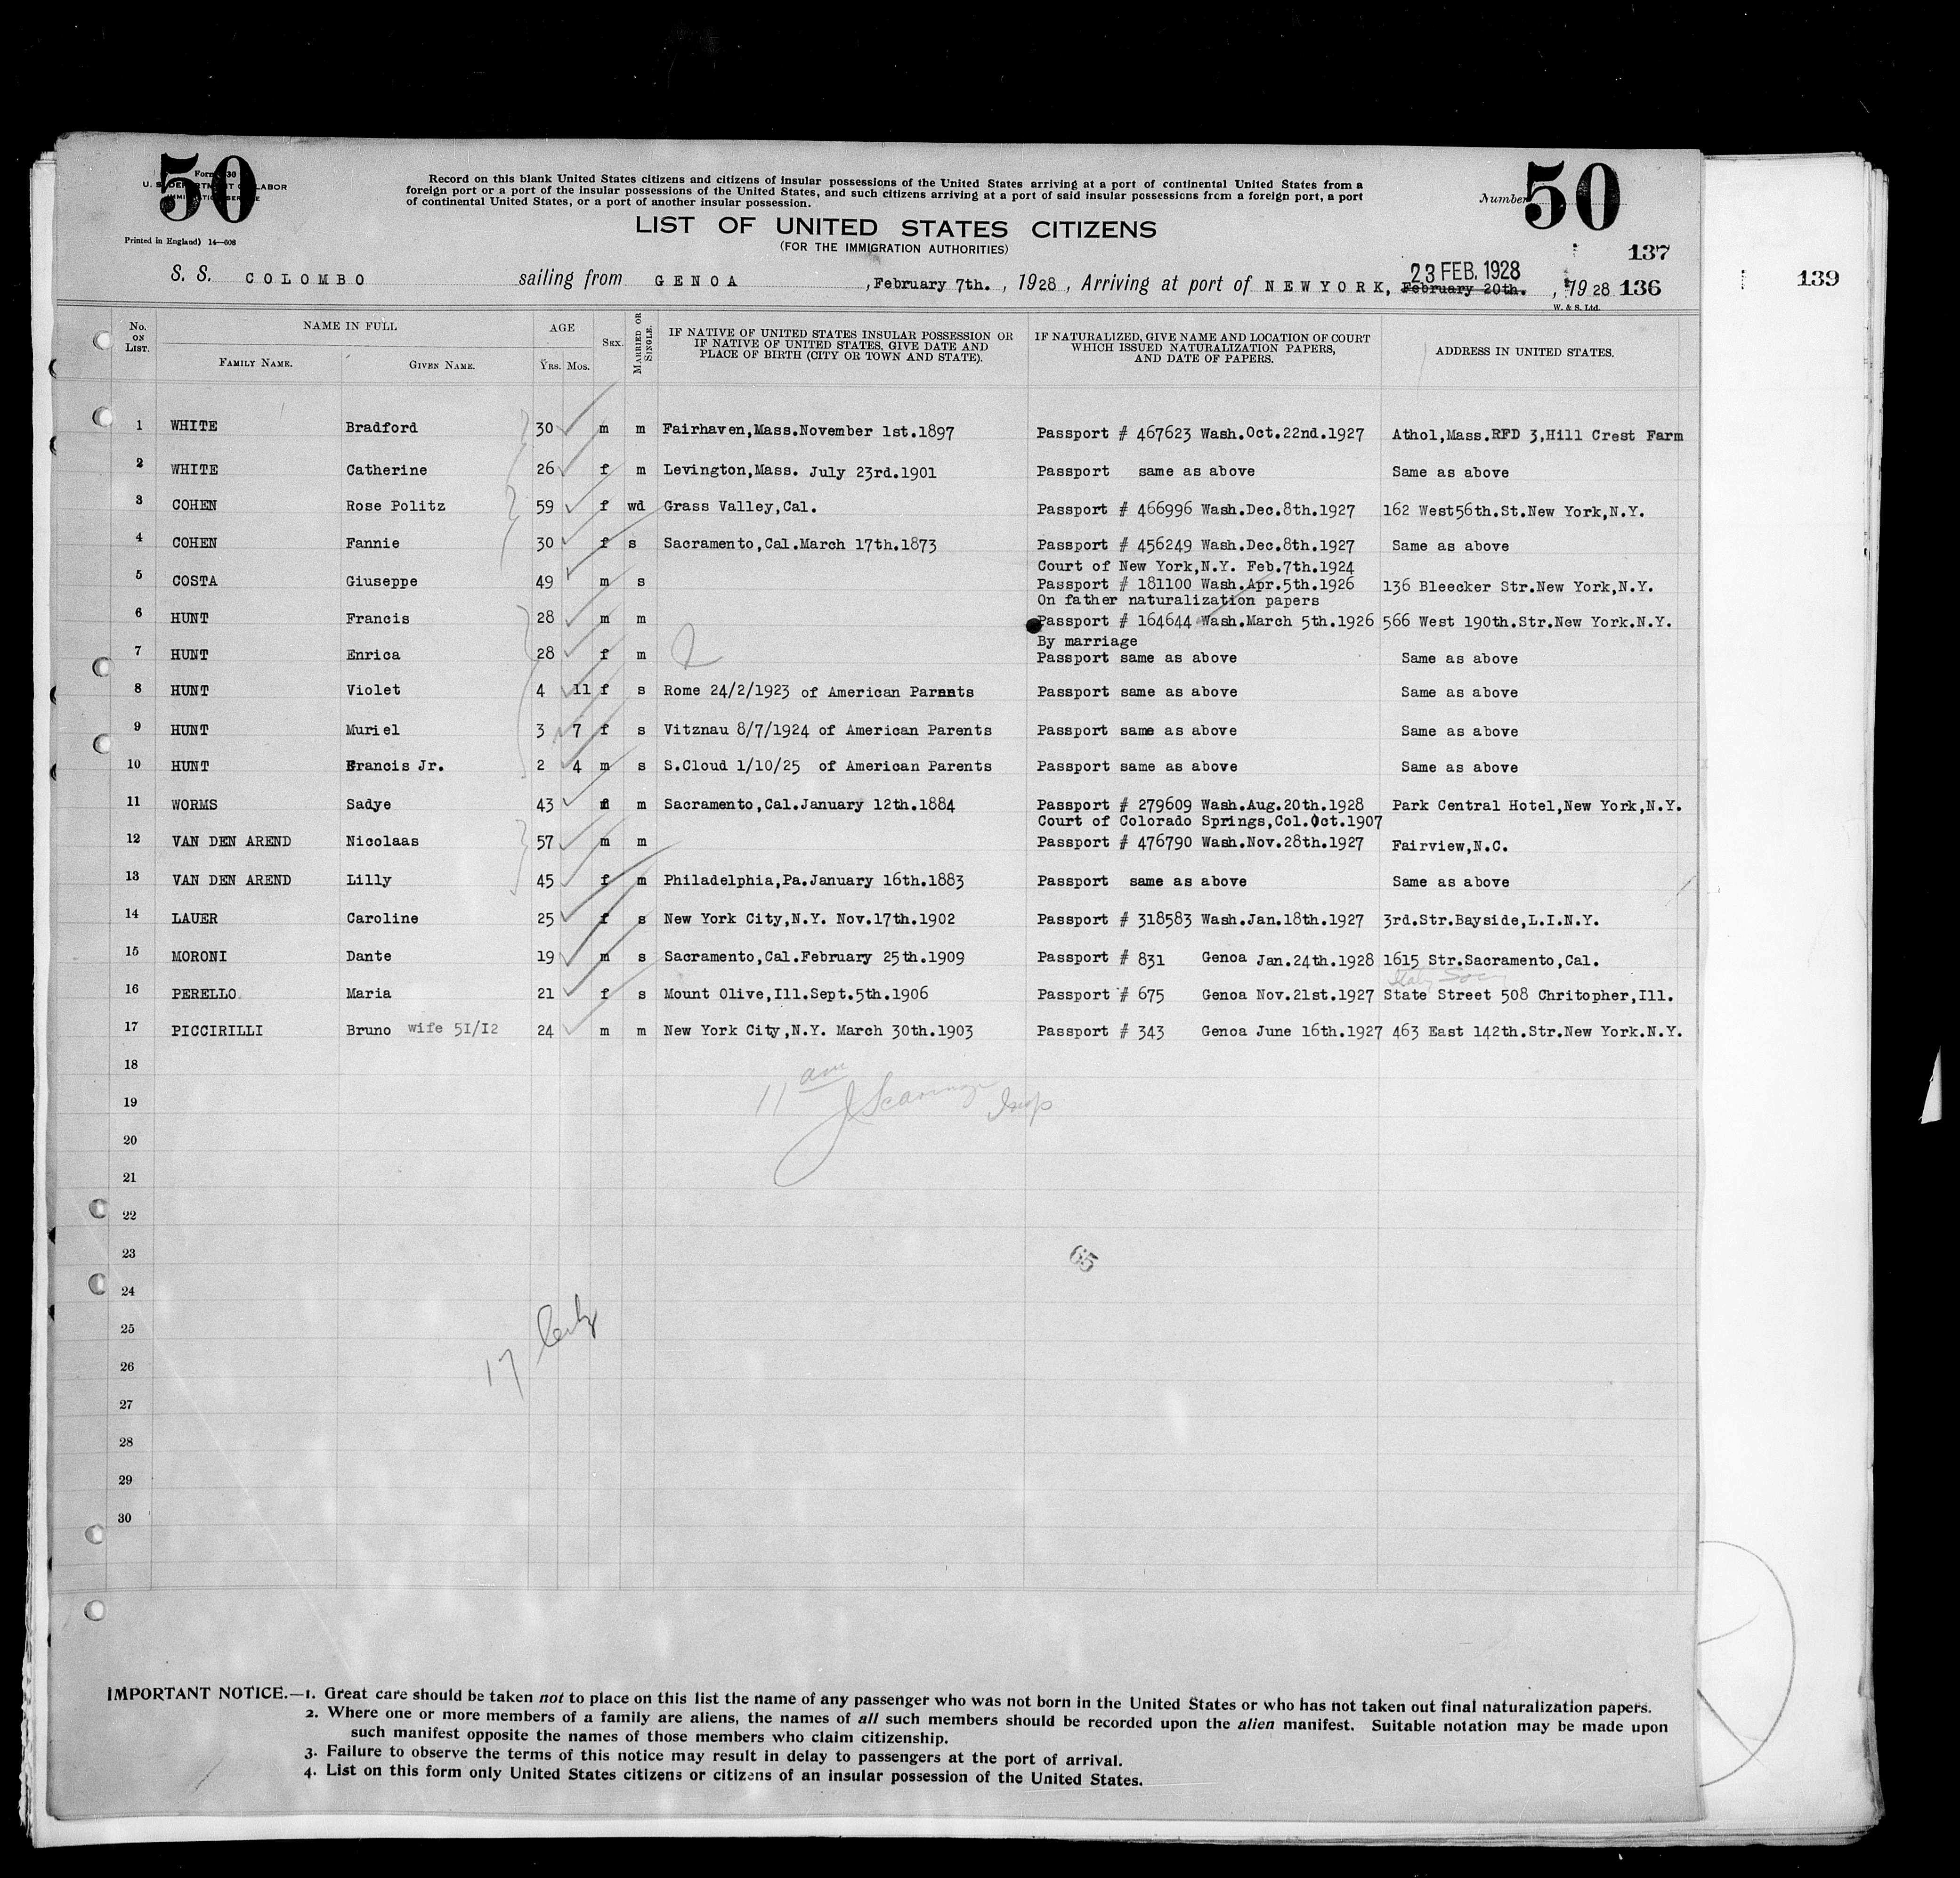 50
50
Form 630
U. S. DEPARTMENT OF LABOR
IMMIGRATION SERVICE
Printed in England) 14—608
Record on this blank United States citizens and citizens of insular possessions of the United States arriving at a port of continental United States from a
foreign port or a port of the insular possessions of the United States, and such citizens arriving at a port of said insular possessions from a foreign port, a port
of continental United States, or a port of another insular possession.
Number
LIST OF UNITED STATES CITIZENS
(FOR THE IMMIGRATION AUTHORITIES)
137
139
S. S. COLOMBO sailing from GENOA, February 7th., 1928, Arriving at port of NEWYORK, 23 FEB. 1928 February 20th., 1928 136
W. & S. Ltd.
No. ON LIST. NAME IN FULL FAMILY NAME. GIVEN NAME. AGE YRS. MOS. SEX. MARRIED OR SINGLE. IF NATIVE OF UNITED STATES INSULAR POSSESSION OR IF NATIVE OF UNITED STATES, GIVE DATE AND PLACE OF BIRTH (CITY OR TOWN AND STATE). IF NATURALIZED, GIVE NAME AND LOCATION OF COURT WHICH ISSUED NATURALIZATION PAPERS, AND DATE OF PAPERS. ADDRESS IN UNITED STATES.
1 WHITE Bradford 30 m m Fairhaven,Mass.November 1st.1897 Passport # 467623 Wash.Oct.22nd.1927 Athol,Mass.RFD 3,Hill Crest Farm
2 WHITE Catherine 26 f m Levington,Mass. July 23rd.1901 Passport same as above Same as above
3 COHEN Rose Politz 59 f wd Grass Valley,Cal. Passport # 466996 Wash.Dec.8th.1927 162 West56th.St.New York,N.Y.
4 COHEN Fannie 30 f s Sacramento,Cal.March 17th.1873 Passport # 456249 Wash.Dec.8th.1927 Same as above
Court of New York,N.Y. Feb.7th.1924
5 COSTA Giuseppe 49 m s Passport # 181100 Wash.Apr.5th.1926 136 Bleecker Str.New York,N.Y.
On father naturalization papers
6 HUNT Francis 28 m m Passport # 164644 Wash.March 5th.1926 566 West 190th.Str.New York.N.Y.
By marriage
7 HUNT Enrica 28 f m Passport same as above Same as above
8 HUNT Violet 4 11 f s Rome 24/2/1923 of American Parents Passport same as above Same as above
9 HUNT Muriel 3 7 f s Vitznau 8/7/1924 of American Parents Passport same as above Same as above
10 HUNT Francis Jr. 2 4 m s S.Cloud 1/10/25 of American Parents Passport same as above Same as above
11 WORMS Sadye 43 m Sacramento,Cal.January 12th.1884 Passport # 279609 Wash.Aug.20th.1928 Park Central Hotel,New York,N.Y.
Court of Colorado Springs,Col.Oct.1907
12 VAN DEN AREND Nicolaas 57 m m Passport # 476790 Wash.Nov.28th.1927 Fairview,N.C.
13 VAN DEN AREND Lilly 45 f m Philadelphia,Pa.January 16th.1883 Passport same as above Same as above
14 LAUER Caroline 25 f s New York City,N.Y. Nov.17th.1902 Passport # 318583 Wash.Jan.18th.1927 3rd.Str.Bayside,L.I.N.Y.
15 MORONI Dante 19 m s Sacramento,Cal.February 25th.1909 Passport # 831 Genoa Jan.24th.1928 1615 Str.Sacramento,Cal.
16 PERELLO Maria 21 f s Mount Olive,Ill.Sept.5th.1906 Passport # 675 Genoa Nov.21st.1927 State Street 508 Chritopher,Ill.
17 PICCIRILLI Bruno wife 5I/I2 24 m m New York City,N.Y. March 30th.1903 Passport # 343 Genoa June 16th.1927 463 East 142th.Str.New York.N.Y.
18
11 am
19
Insp
20
21
22
23
65
24
25
26
17
27
28
29
30
IMPORTANT NOTICE.—1. Great care should be taken not to place on this list the name of any passenger who was not born in the United States or who has not taken out final naturalization papers.
2. Where one or more members of a family are aliens, the names of all such members should be recorded upon the alien manifest. Suitable notation may be made upon
such manifest opposite the names of those members who claim citizenship.
3. Failure to observe the terms of this notice may result in delay to passengers at the port of arrival.
4. List on this form only United States citizens or citizens of an insular possession of the United States.